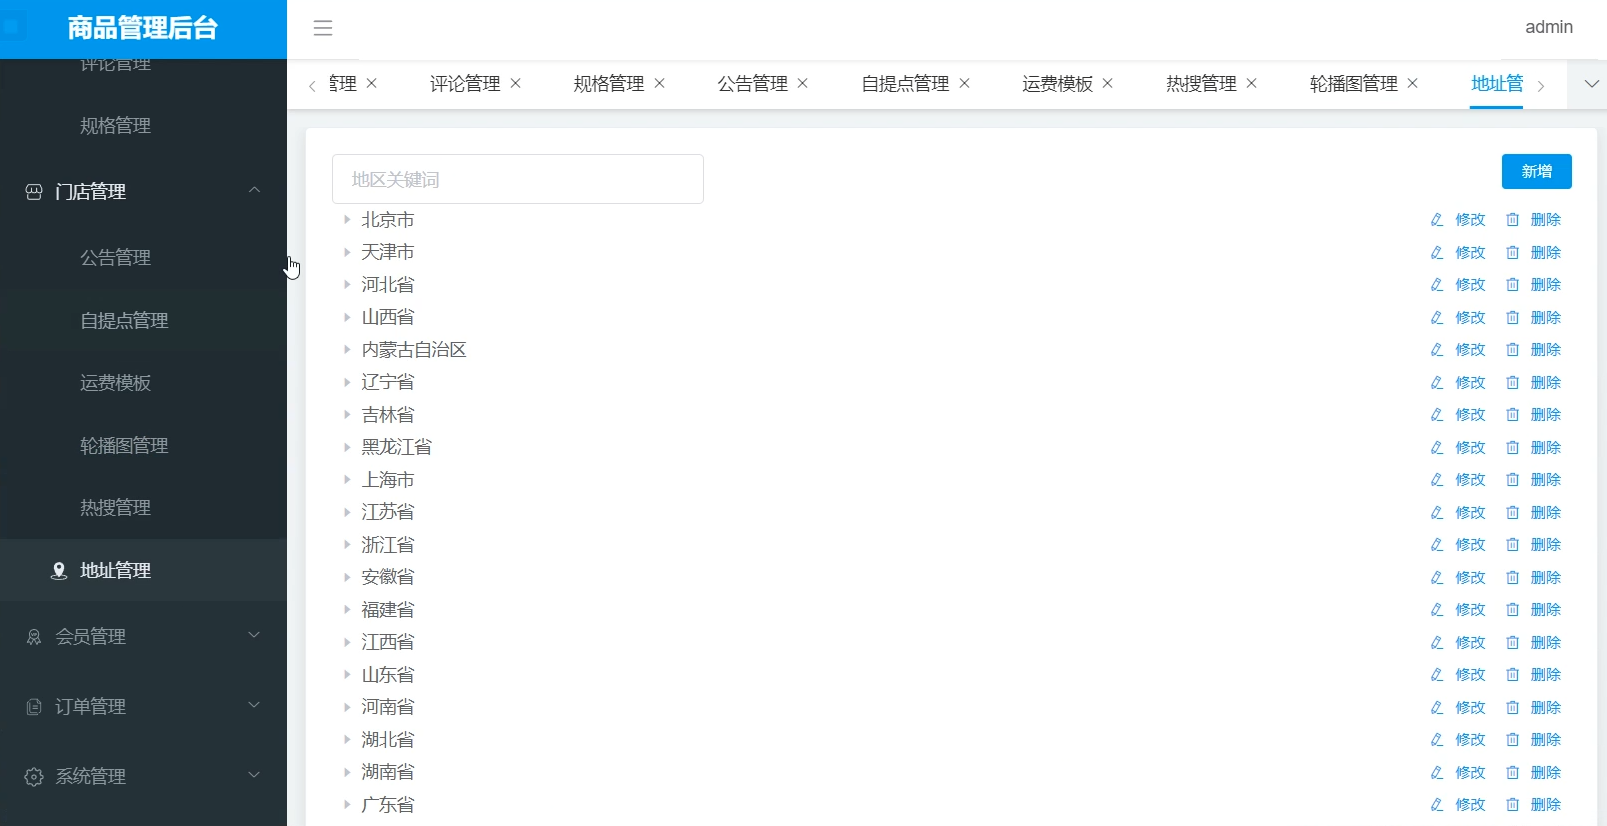 商品管理后台
admin
评论管理
规格管理
门店管理
公告管理
自提点管理
运费模板
轮播图管理
热搜管理
地址管理
会员管理
订单管理
系统管理
管理 评论管理 规格管理 公告管理 自提点管理 运费模板 热搜管理 轮播图管理 地址管
地区关键词
新增
北京市 修改 删除
天津市 修改 删除
河北省 修改 删除
山西省 修改 删除
内蒙古自治区 修改 删除
辽宁省 修改 删除
吉林省 修改 删除
黑龙江省 修改 删除
上海市 修改 删除
江苏省 修改 删除
浙江省 修改 删除
安徽省 修改 删除
福建省 修改 删除
江西省 修改 删除
山东省 修改 删除
河南省 修改 删除
湖北省 修改 删除
湖南省 修改 删除
广东省 修改 删除